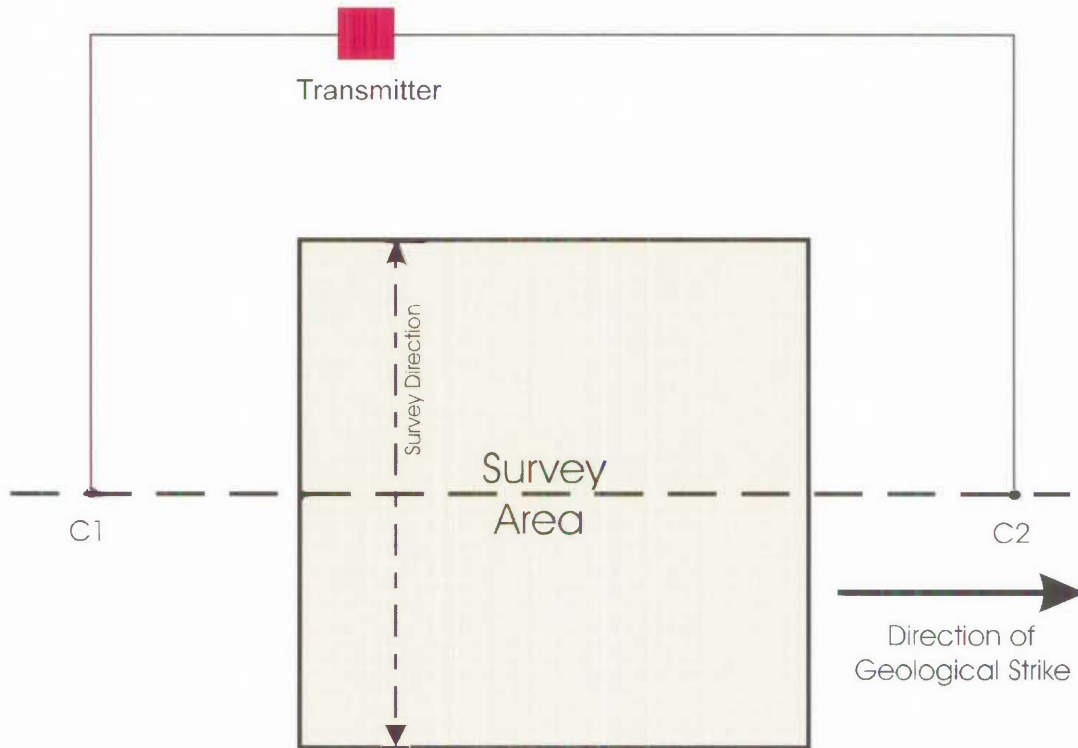 Transmitter
Survey Direction
Survey
Area
C1
C2
Direction of
Geological Strike